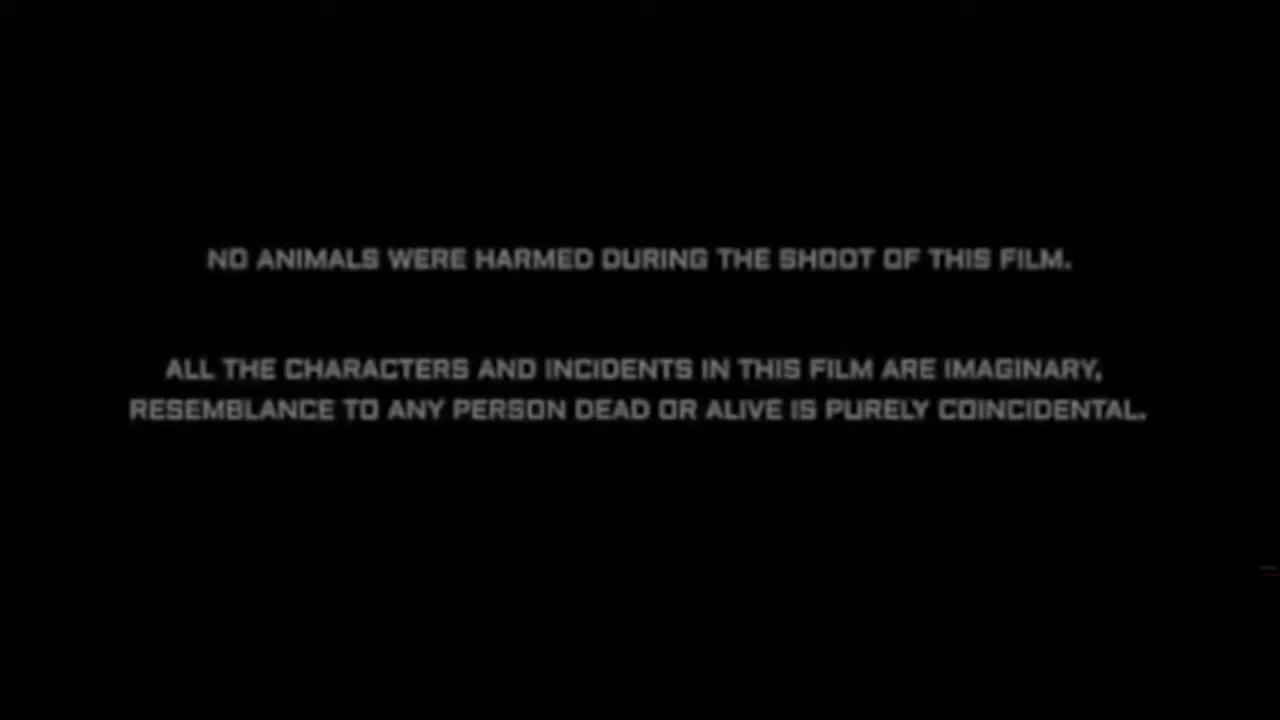 NO ANIMALS WERE HARMED DURING THE SHOOT OF THIS FILM.
ALL THE CHARACTERS AND INCIDENTS IN THIS FILM ARE IMAGINARY,
RESEMBLANCE TO ANY PERSON DEAD OR ALIVE IS PURELY COINCIDENTAL.